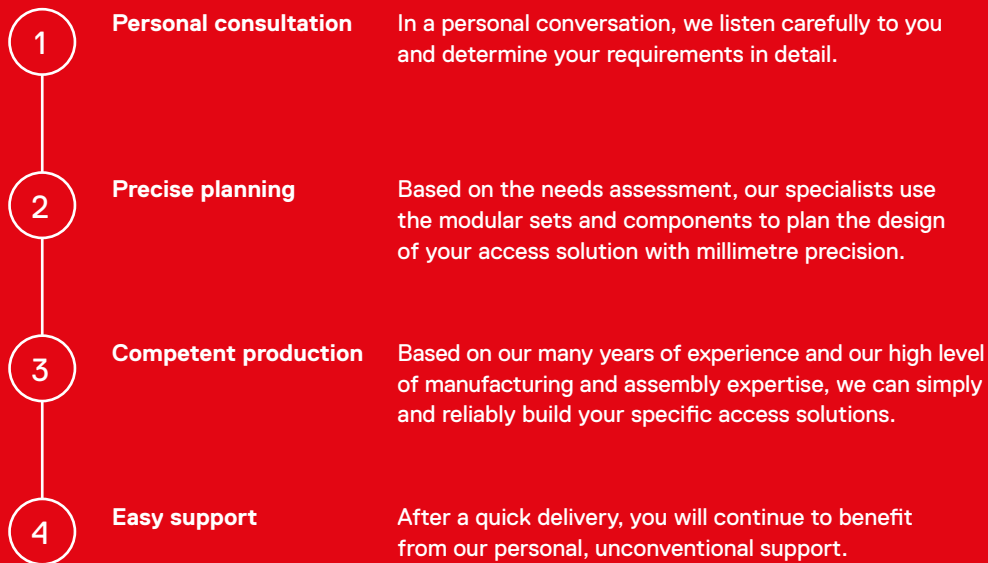 1
Personal consultation
In a personal conversation, we listen carefully to you
and determine your requirements in detail.
2
Precise planning
Based on the needs assessment, our specialists use
the modular sets and components to plan the design
of your access solution with millimetre precision.
3
Competent production
Based on our many years of experience and our high level
of manufacturing and assembly expertise, we can simply
and reliably build your specific access solutions.
4
Easy support
After a quick delivery, you will continue to benefit
from our personal, unconventional support.